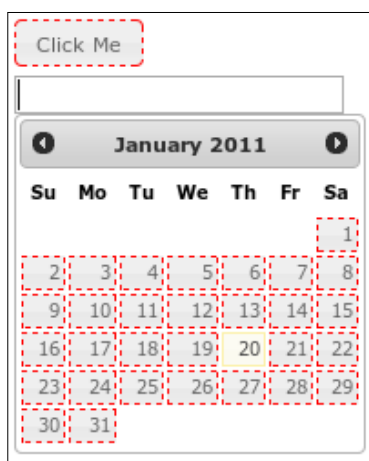 Click Me
January 2011
Su Mo Tu We Th Fr Sa
1
2 3 4 5 6 7 8
9 10 11 12 13 14 15
16 17 18 19 20 21 22
23 24 25 26 27 28 29
30 31